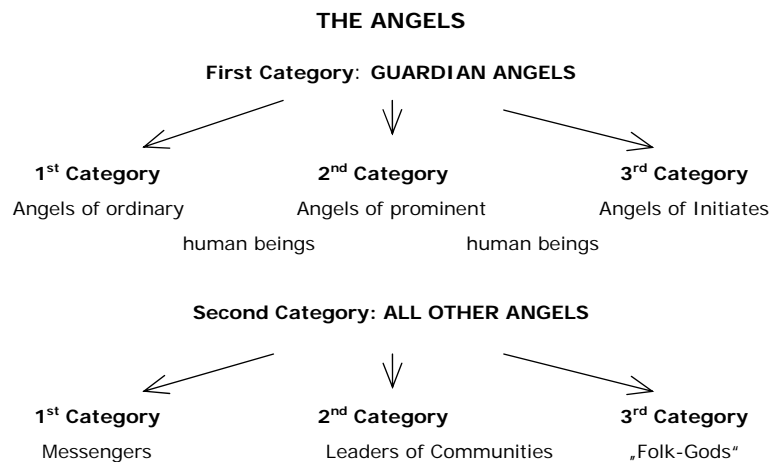 THE ANGELS
First Category: GUARDIAN ANGELS
1st Category 2nd Category 3rd Category
Angels of ordinary Angels of prominent Angels of Initiates
human beings human beings
Second Category: ALL OTHER ANGELS
1st Category 2nd Category 3rd Category
Messengers Leaders of Communities „Folk-Gods“